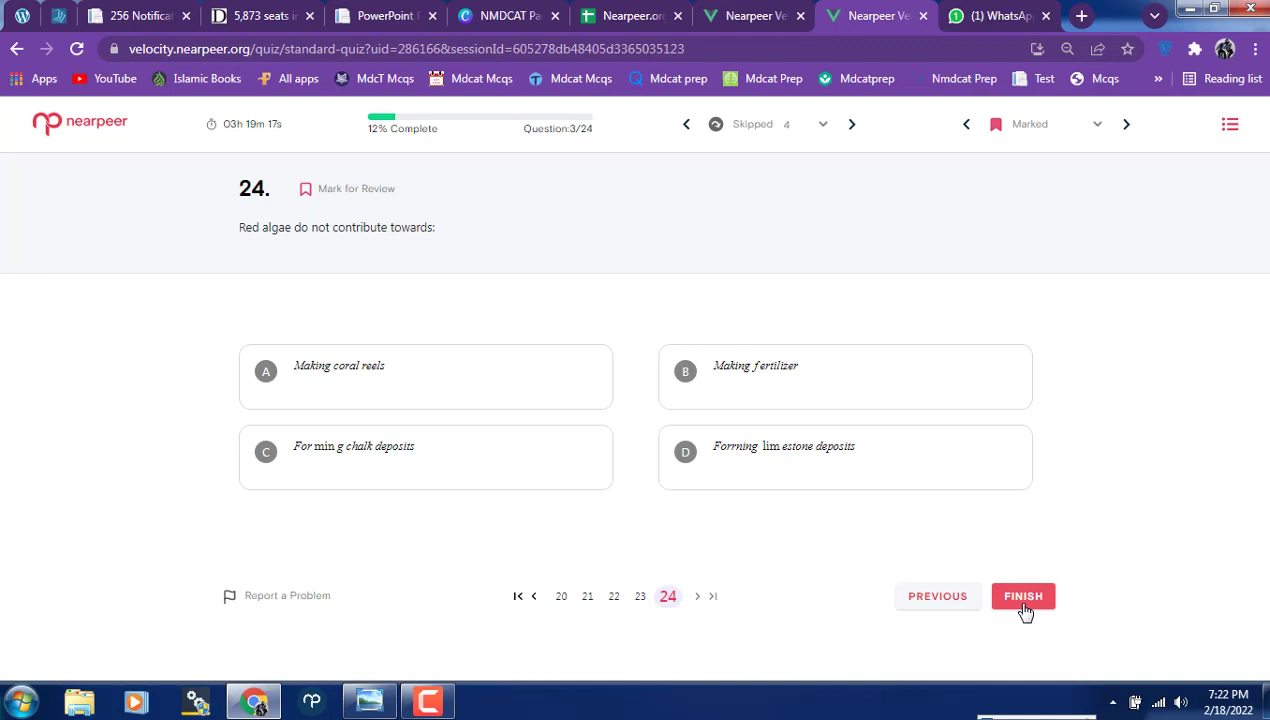 256 Notificat
5,873 seats i
PowerPoint P
NMDCAT Pa
Nearpeer.or
Nearpeer Ve
Nearpeer Ve
(1) WhatsAp
velocity.nearpeer.org/quiz/standard-quiz?uid=286166&sessionId=605278db48405d3365035123
Apps
YouTube
Islamic Books
All apps
MdcT Mcqs
Mdcat Mcqs
Mdcat Mcqs
Mdcat prep
Mdcat Prep
Mdcatprep
Nmdcat Prep
Test
Mcqs
»
Reading list
nearpeer
03h 19m 17s
12% Complete
Question:3/24
Skipped 4
Marked
24.
Mark for Review
Red algae do not contribute towards:
A Making coral reels
B Making fertilizer
C For min g chalk deposits
D Forrning lim estone deposits
Report a Problem
20 21 22 23 24
PREVIOUS
FINISH
7:22 PM
2/18/2022